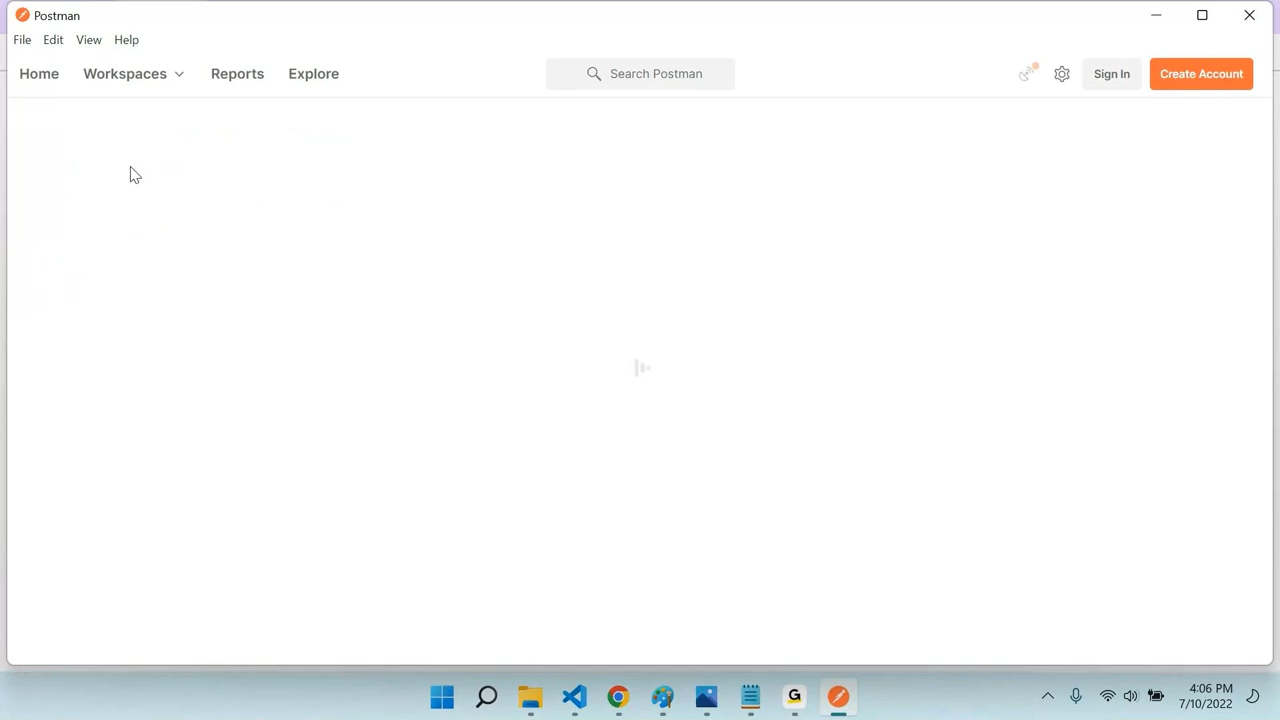 Postman
File Edit View Help
Home Workspaces Reports Explore Search Postman Sign In Create Account
G
4:06 PM
7/10/2022